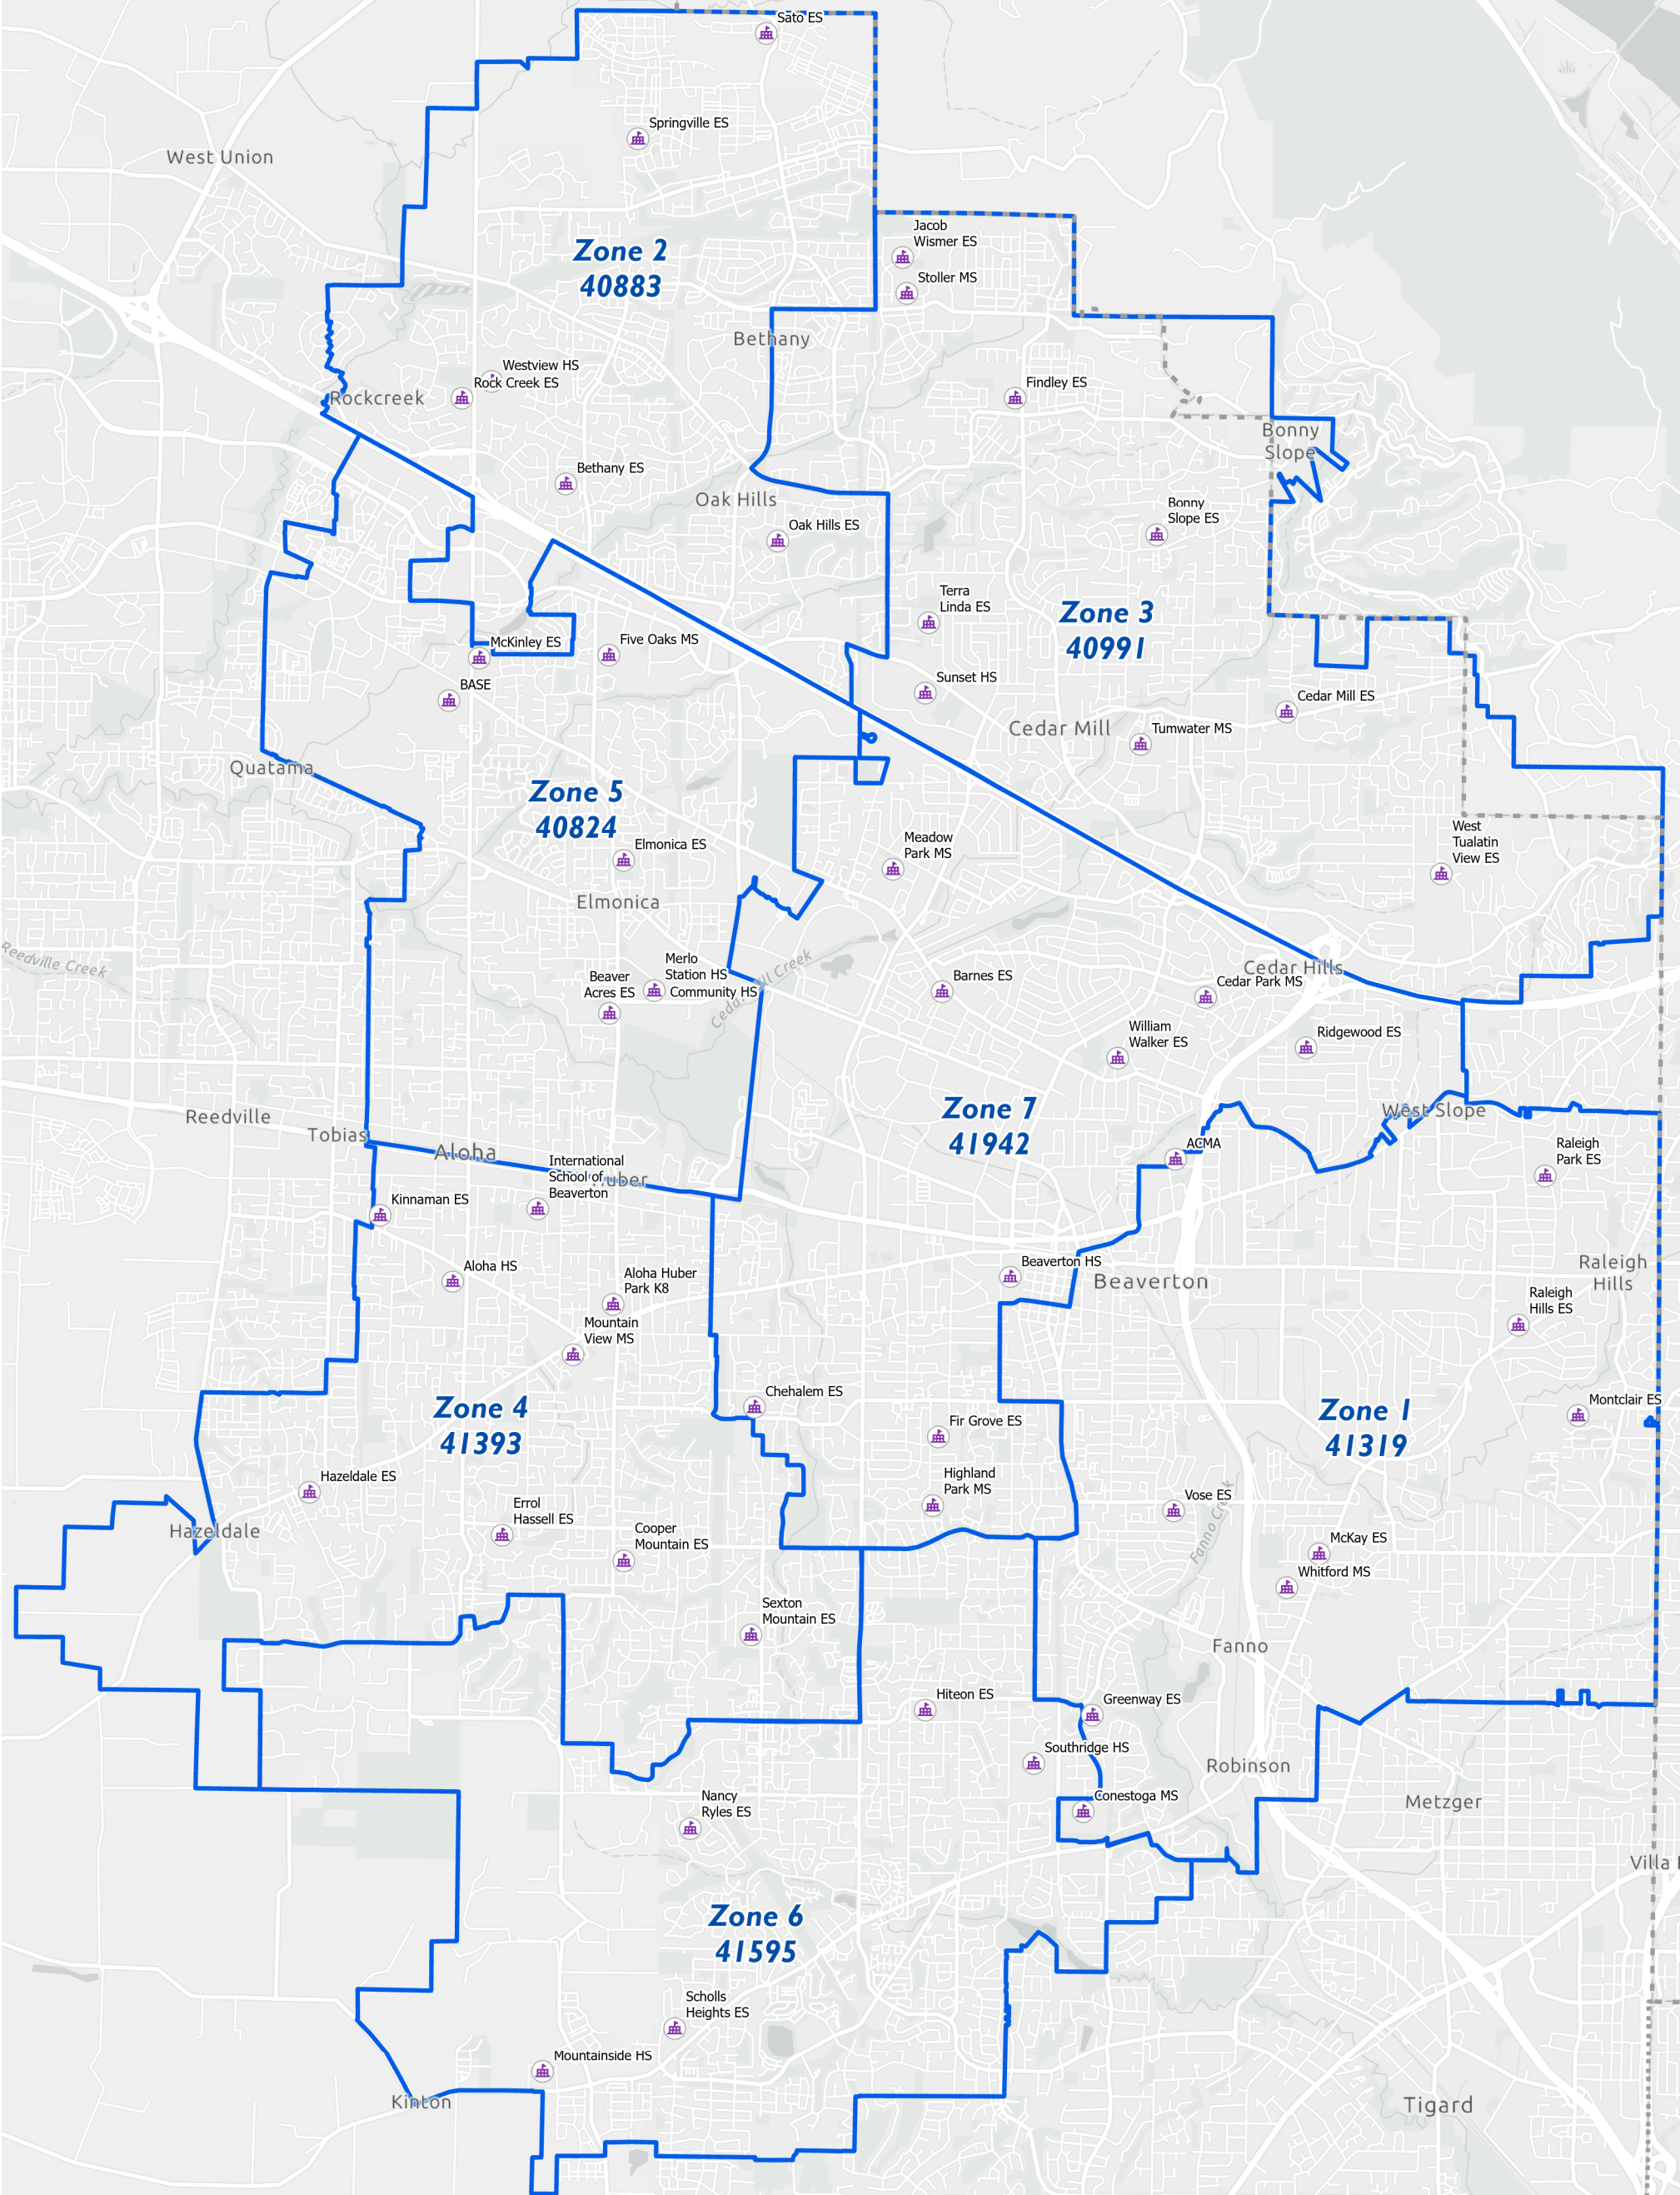 Sato ES
Springville ES
West Union
Jacob
Wismer ES
Zone 2
40883
Stoller MS
Bethany
Westview HS
Rock Creek ES
Rockcreek
Findley ES
Bonny
Slope
Bethany ES
Oak Hills
Bonny
Slope ES
Oak Hills ES
Terra
Linda ES
Zone 3
40991
McKinley ES
Five Oaks MS
Sunset HS
BASE
Cedar Mill ES
Cedar Mill
Tumwater MS
Quatama
Zone 5
40824
Meadow
Park MS
West
Tualatin
View ES
Elmonica ES
Elmonica
Reedville Creek
Merlo
Station HS
Community HS
Beaver
Acres ES
Cedar Mill Creek
Barnes ES
Cedar Hills
Cedar Park MS
William
Walker ES
Ridgewood ES
Reedville
Zone 7
41942
West Slope
Tobias
Aloha
ACMA
Raleigh
Park ES
International
School of
Beaverton
Huber
Kinnaman ES
Aloha HS
Aloha Huber
Park K8
Beaverton HS
Beaverton
Raleigh
Hills
Raleigh
Hills ES
Mountain
View MS
Chehalem ES
Montclair ES
Zone 4
41393
Fir Grove ES
Zone 1
41319
Hazeldale ES
Highland
Park MS
Vose ES
Fanno Creek
Errol
Hassell ES
Hazeldale
Cooper
Mountain ES
McKay ES
Whitford MS
Sexton
Mountain ES
Fanno
Hiteon ES
Greenway ES
Southridge HS
Robinson
Nancy
Ryles ES
Conestoga MS
Metzger
Villa
Zone 6
41595
Scholls
Heights ES
Mountainside HS
Kinton
Tigard